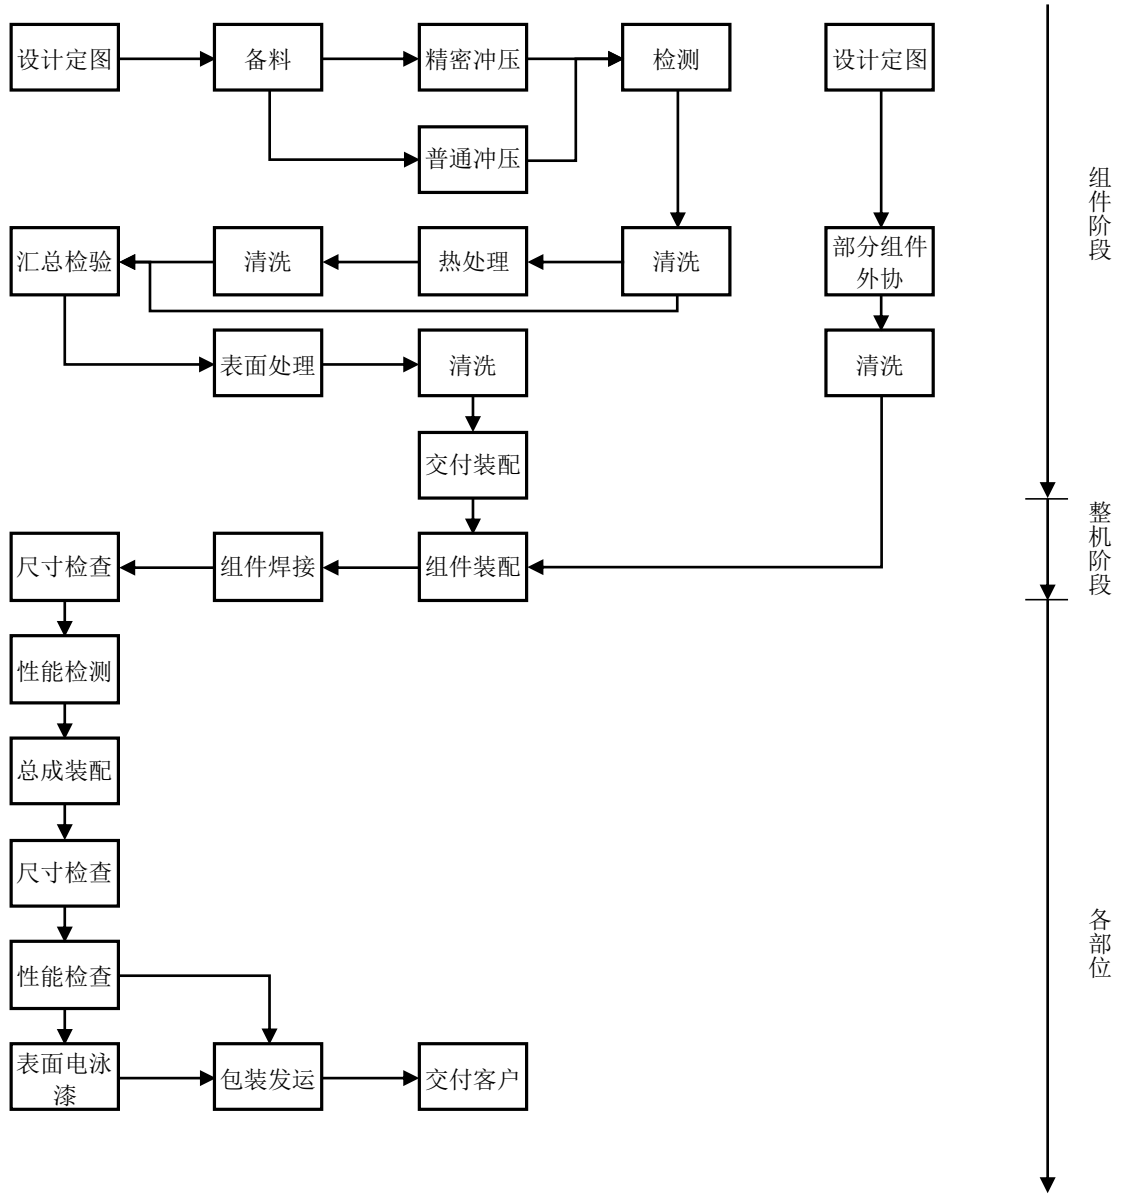 设计定图
备料
精密冲压
检测
设计定图
普通冲压
汇总检验
清洗
热处理
清洗
部分组件
外协
表面处理
清洗
清洗
交付装配
尺寸检查
组件焊接
组件装配
性能检测
总成装配
尺寸检查
性能检查
表面电泳
漆
包装发运
交付客户
组件阶段
整机阶段
各部位